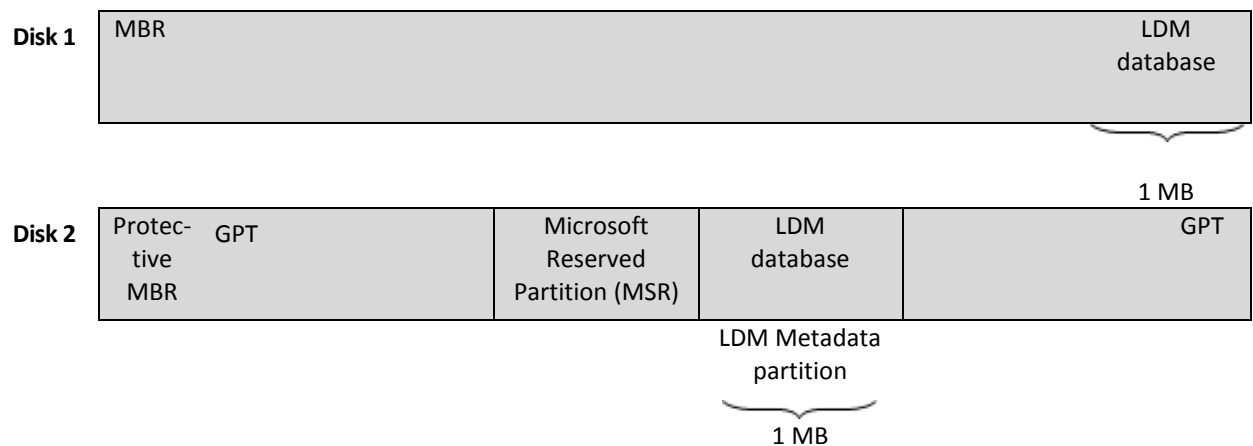 Disk 1
MBR
LDM
database
1 MB
Disk 2
Protec-
tive
MBR
GPT
Microsoft
Reserved
Partition (MSR)
LDM
database
GPT
LDM Metadata
partition
1 MB